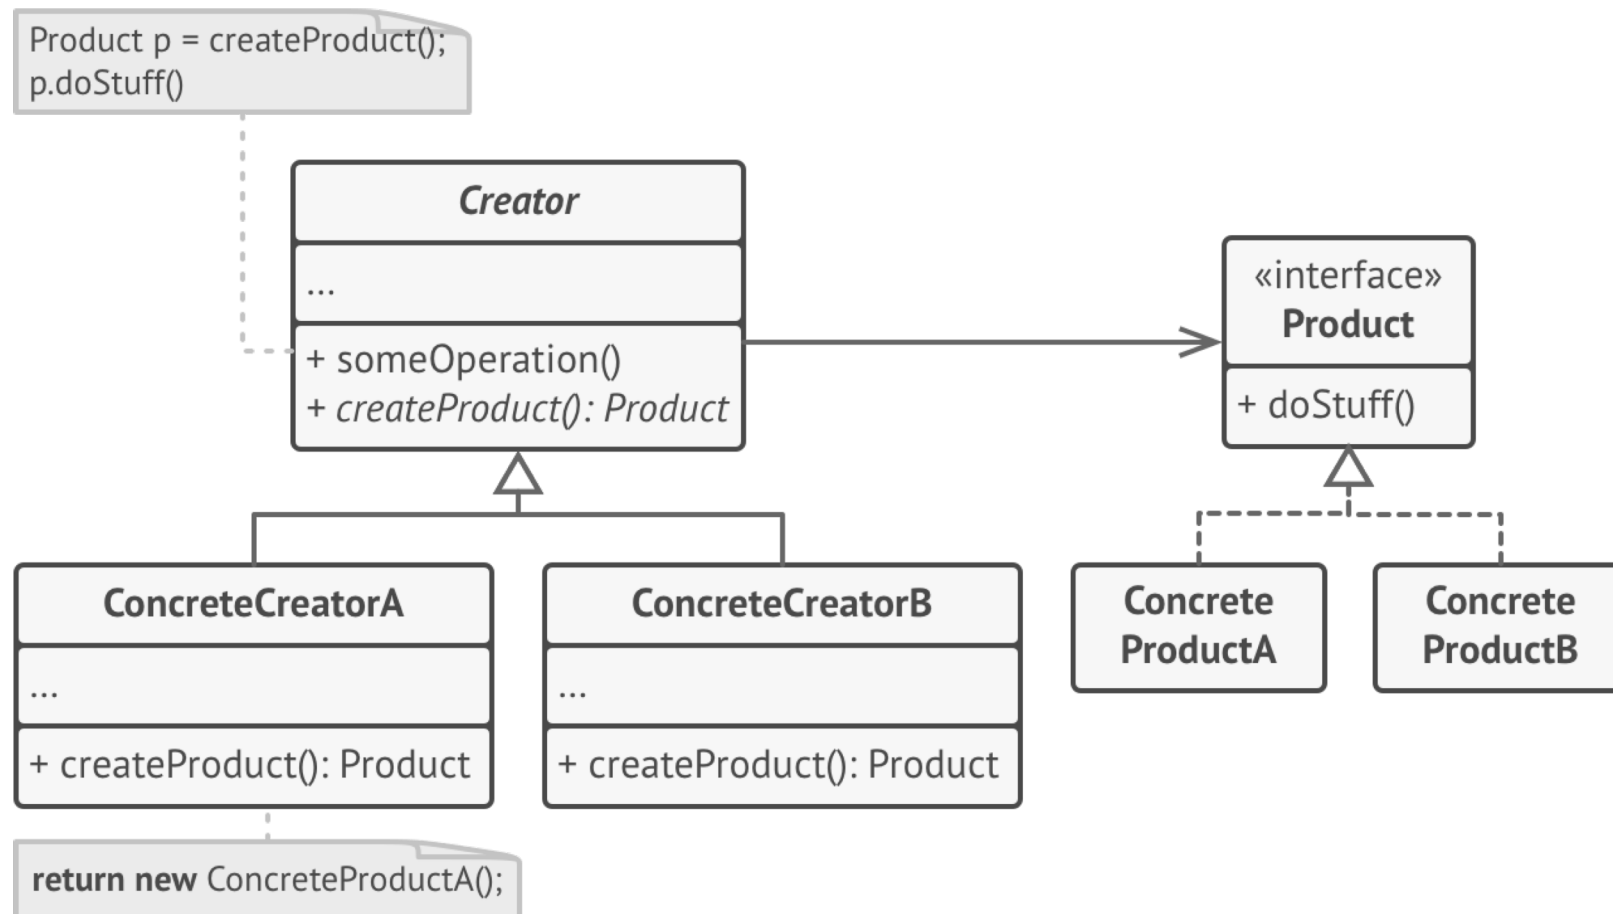 Product p = createProduct();
p.doStuff()
Creator
...
+ someOperation()
+ createProduct(): Product
«interface»
Product
+ doStuff()
ConcreteCreatorA
...
+ createProduct(): Product
ConcreteCreatorB
...
+ createProduct(): Product
Concrete
ProductA
Concrete
ProductB
return new ConcreteProductA();